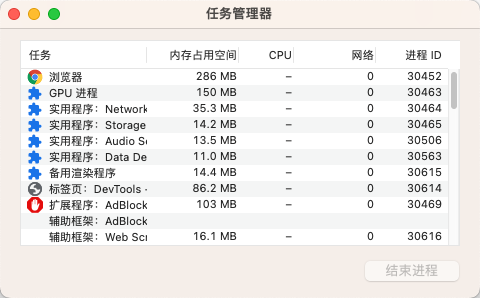 任务管理器
任务 内存占用空间 CPU 网络 进程 ID
浏览器 286 MB – 0 30452
GPU 进程 150 MB – 0 30463
实用程序：Network 35.3 MB – 0 30464
实用程序：Storage 14.2 MB – 0 30465
实用程序：Audio Se 13.5 MB – 0 30506
实用程序：Data De 11.0 MB – 0 30563
备用渲染程序 14.4 MB – 0 30615
标签页：DevTools - 86.2 MB – 0 30614
扩展程序：AdBlock 103 MB – 0 30469
辅助框架：AdBlock
辅助框架：Web Scr 16.1 MB – 0 30616
结束进程